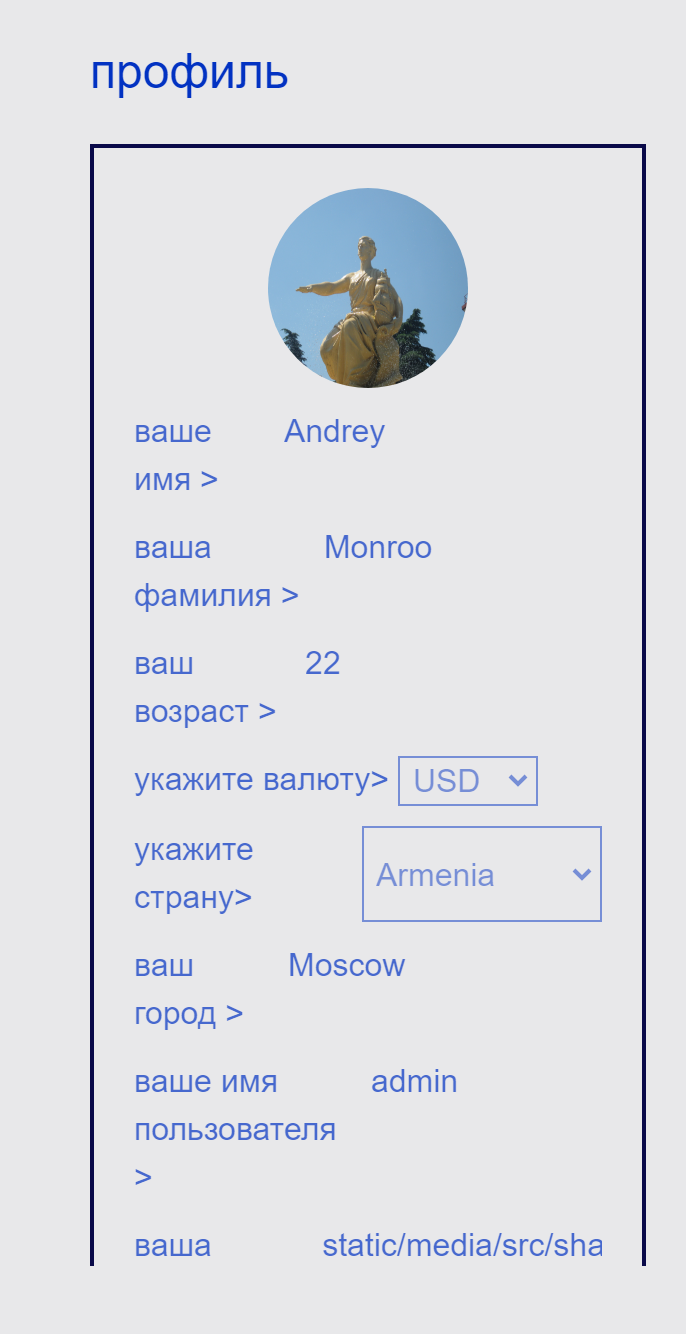 профиль
ваше Andrey
имя >
ваша Monroo
фамилия >
ваш 22
возраст >
укажите валюту> USD
укажите
страну> Armenia
ваш Moscow
город >
ваше имя admin
пользователя
>
ваша static/media/src/sha